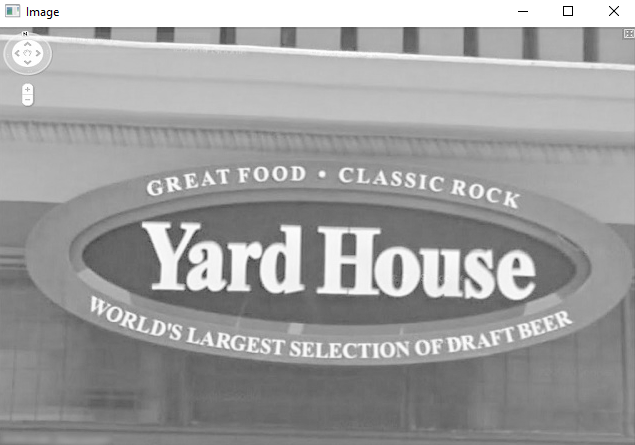 Image
N
GREAT FOOD • CLASSIC ROCK
Yard House
WORLD'S LARGEST SELECTION OF DRAFT BEER